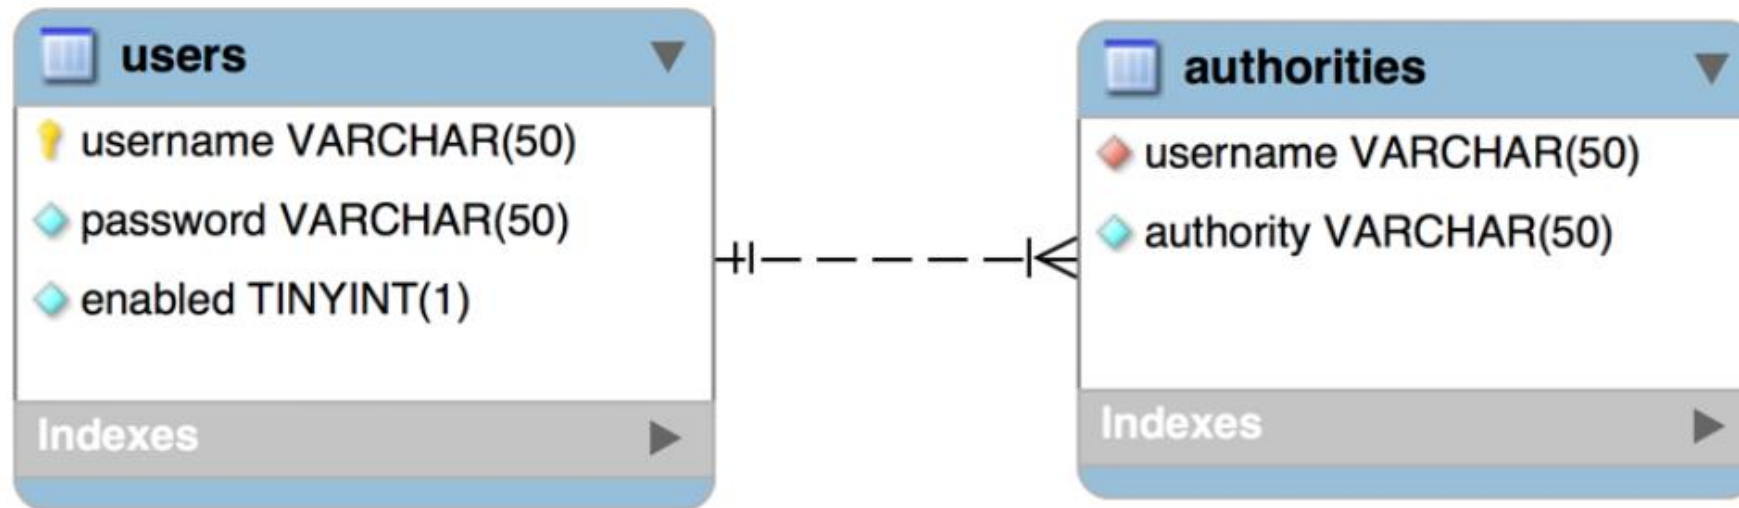 users
username VARCHAR(50)
password VARCHAR(50)
enabled TINYINT(1)
Indexes
authorities
username VARCHAR(50)
authority VARCHAR(50)
Indexes